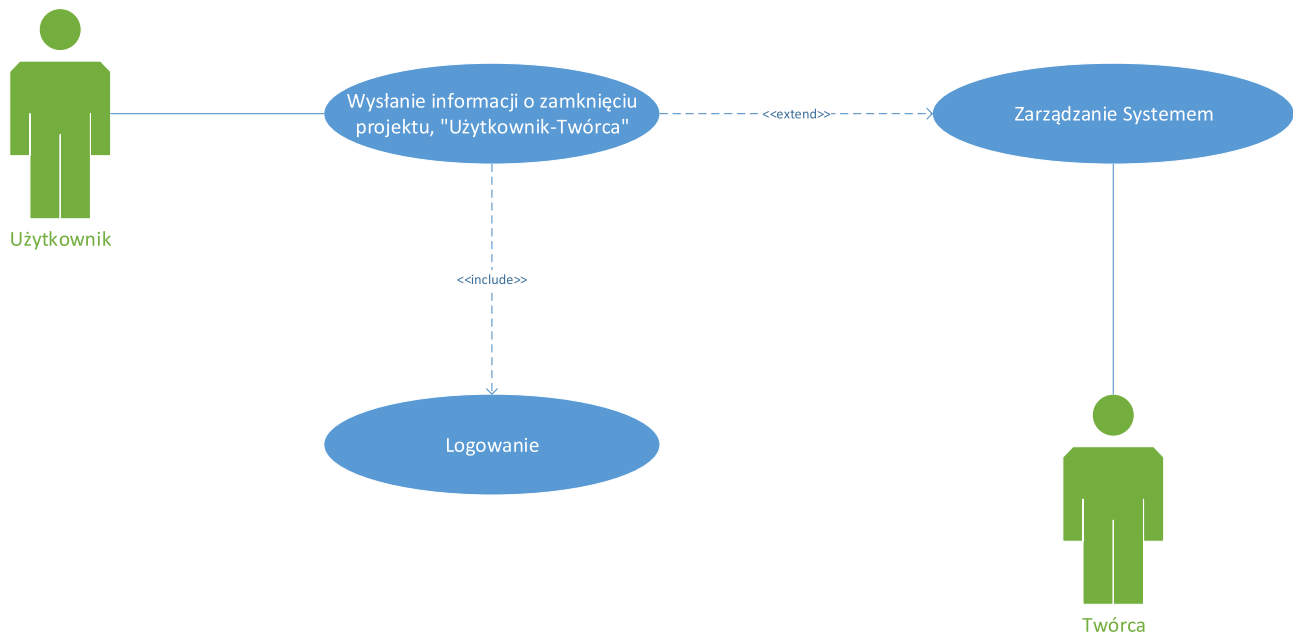 Wysłanie informacji o zamknięciu
projektu, "Użytkownik-Twórca"
<<extend>>
Zarządzanie Systemem
Użytkownik
<<include>>
Logowanie
Twórca